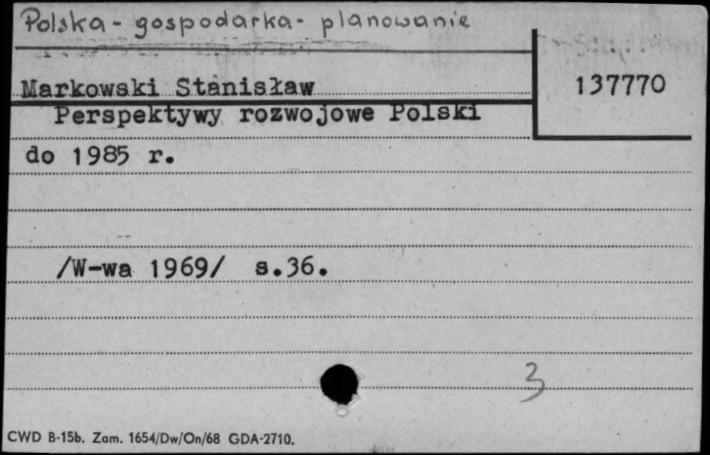 Polska - gospodarka - planowanie
Markowski Stanisław
137770
Perspektywy rozwojowe Polski
do 1985 r.
/W-wa 1969/ s.36.
3
CWD B-15b. Zam. 1654/Dw/On/68 GDA-2710.